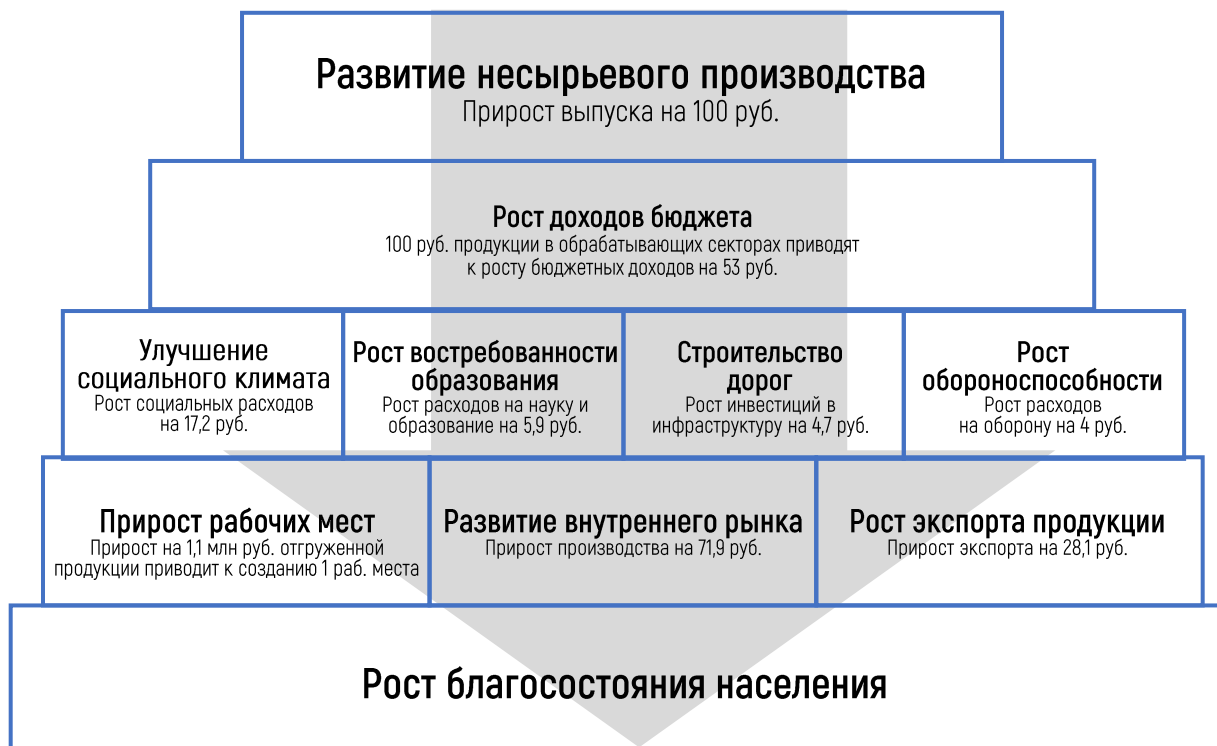 Развитие несырьевого производства
Прирост выпуска на 100 руб.
Рост доходов бюджета
100 руб. продукции в обрабатывающих секторах приводят
к росту бюджетных доходов на 53 руб.
Улучшение
социального климата
Рост социальных расходов
на 17,2 руб.
Рост востребованности
образования
Рост расходов на науку и
образование на 5,9 руб.
Строительство
дорог
Рост инвестиций в
инфраструктуру на 4,7 руб.
Рост
обороноспособности
Рост расходов
на оборону на 4 руб.
Прирост рабочих мест
Прирост на 1,1 млн руб. отгруженной
продукции приводит к созданию 1 раб. места
Развитие внутреннего рынка
Прирост производства на 71,9 руб.
Рост экспорта продукции
Прирост экспорта на 28,1 руб.
Рост благосостояния населения